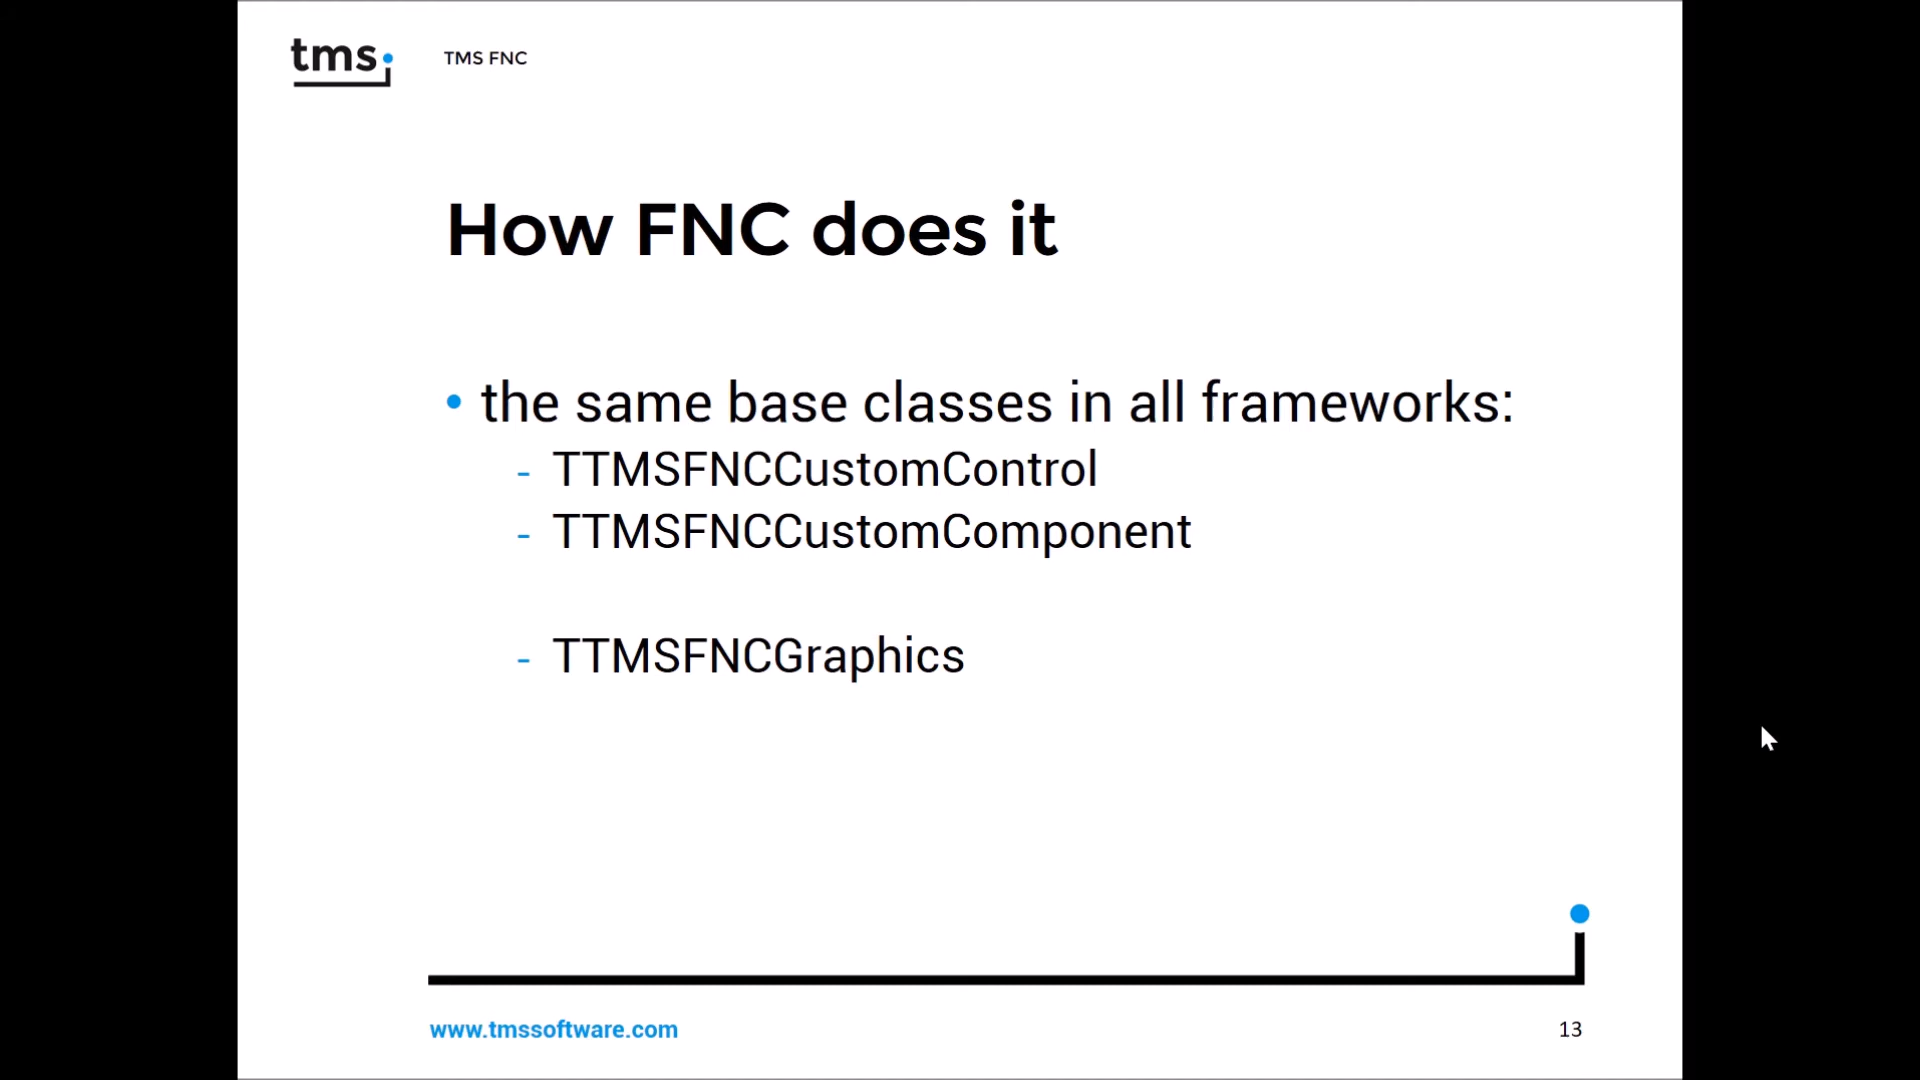 tms
TMS FNC
How FNC does it
• the same base classes in all frameworks:
- TTMSFNCCustomControl
- TTMSFNCCustomComponent
- TTMSFNCGraphics
www.tmssoftware.com
13